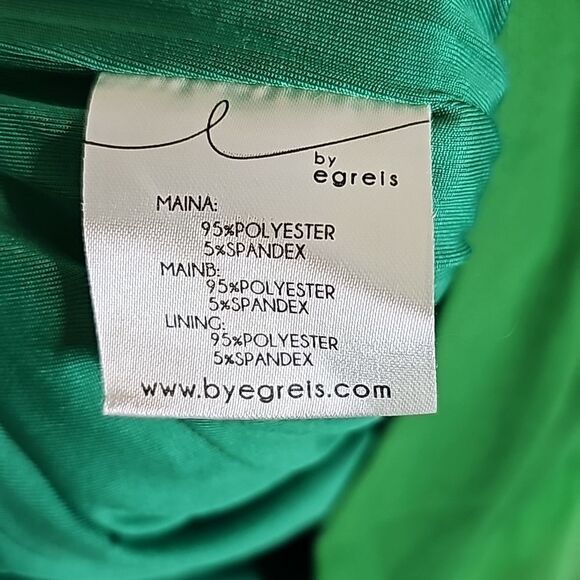 by
egreis
MAINA:
95%POLYESTER
5%SPANDEX
MAINB:
95%POLYESTER
5%SPANDEX
LINING:
95%POLYESTER
5%SPANDEX
www.byegreis.com